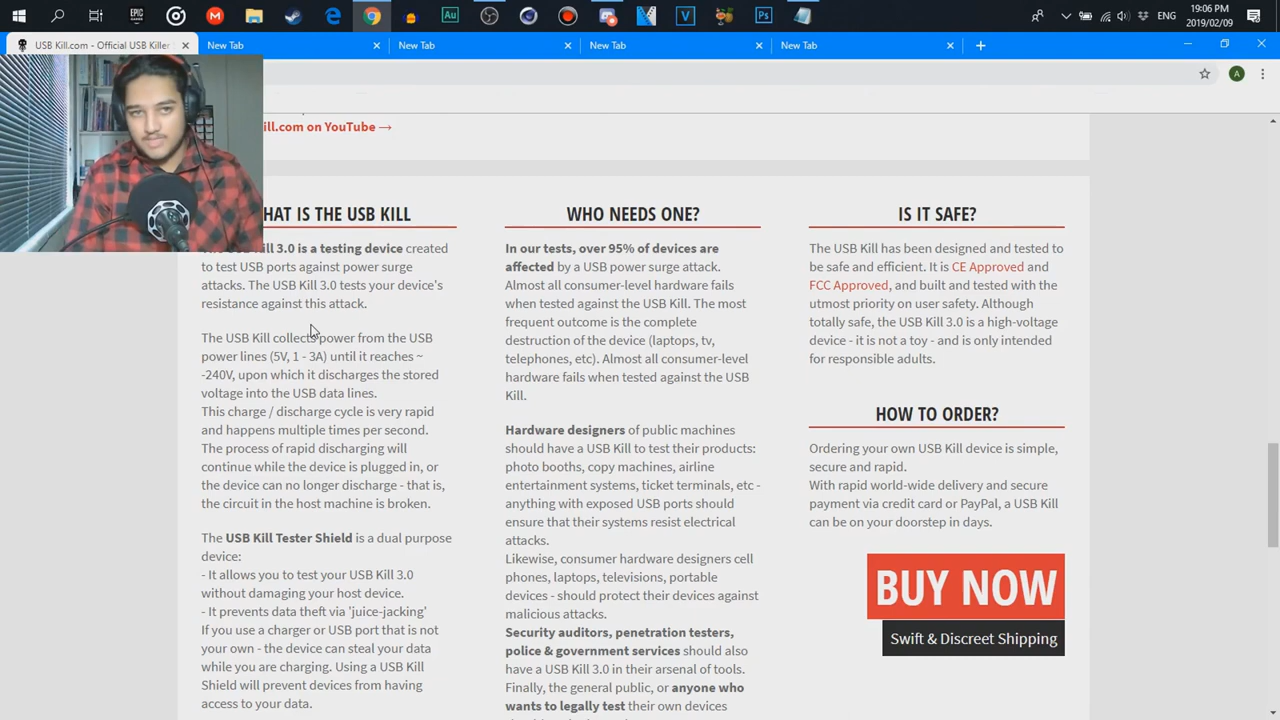 19:06 PM
ENG
2019/02/09
USB Kill.com - Official USB Killer
New Tab
New Tab
New Tab
New Tab
A
ill.com on YouTube →
HAT IS THE USB KILL
ill 3.0 is a testing device created
to test USB ports against power surge
attacks. The USB Kill 3.0 tests your device's
resistance against this attack.
The USB Kill collects power from the USB
power lines (5V, 1 - 3A) until it reaches ~
-240V, upon which it discharges the stored
voltage into the USB data lines.
This charge / discharge cycle is very rapid
and happens multiple times per second.
The process of rapid discharging will
continue while the device is plugged in, or
the device can no longer discharge - that is,
the circuit in the host machine is broken.
The USB Kill Tester Shield is a dual purpose
device:
- It allows you to test your USB Kill 3.0
without damaging your host device.
- It prevents data theft via 'juice-jacking'
If you use a charger or USB port that is not
your own - the device can steal your data
while you are charging. Using a USB Kill
Shield will prevent devices from having
access to your data.
WHO NEEDS ONE?
In our tests, over 95% of devices are
affected by a USB power surge attack.
Almost all consumer-level hardware fails
when tested against the USB Kill. The most
frequent outcome is the complete
destruction of the device (laptops, tv,
telephones, etc). Almost all consumer-level
hardware fails when tested against the USB
Kill.
Hardware designers of public machines
should have a USB Kill to test their products:
photo booths, copy machines, airline
entertainment systems, ticket terminals, etc -
anything with exposed USB ports should
ensure that their systems resist electrical
attacks.
Likewise, consumer hardware designers cell
phones, laptops, televisions, portable
devices - should protect their devices against
malicious attacks.
Security auditors, penetration testers,
police & government services should also
have a USB Kill 3.0 in their arsenal of tools.
Finally, the general public, or anyone who
wants to legally test their own devices
IS IT SAFE?
The USB Kill has been designed and tested to
be safe and efficient. It is CE Approved and
FCC Approved, and built and tested with the
utmost priority on user safety. Although
totally safe, the USB Kill 3.0 is a high-voltage
device - it is not a toy - and is only intended
for responsible adults.
HOW TO ORDER?
Ordering your own USB Kill device is simple,
secure and rapid.
With rapid world-wide delivery and secure
payment via credit card or PayPal, a USB Kill
can be on your doorstep in days.
BUY NOW
Swift & Discreet Shipping